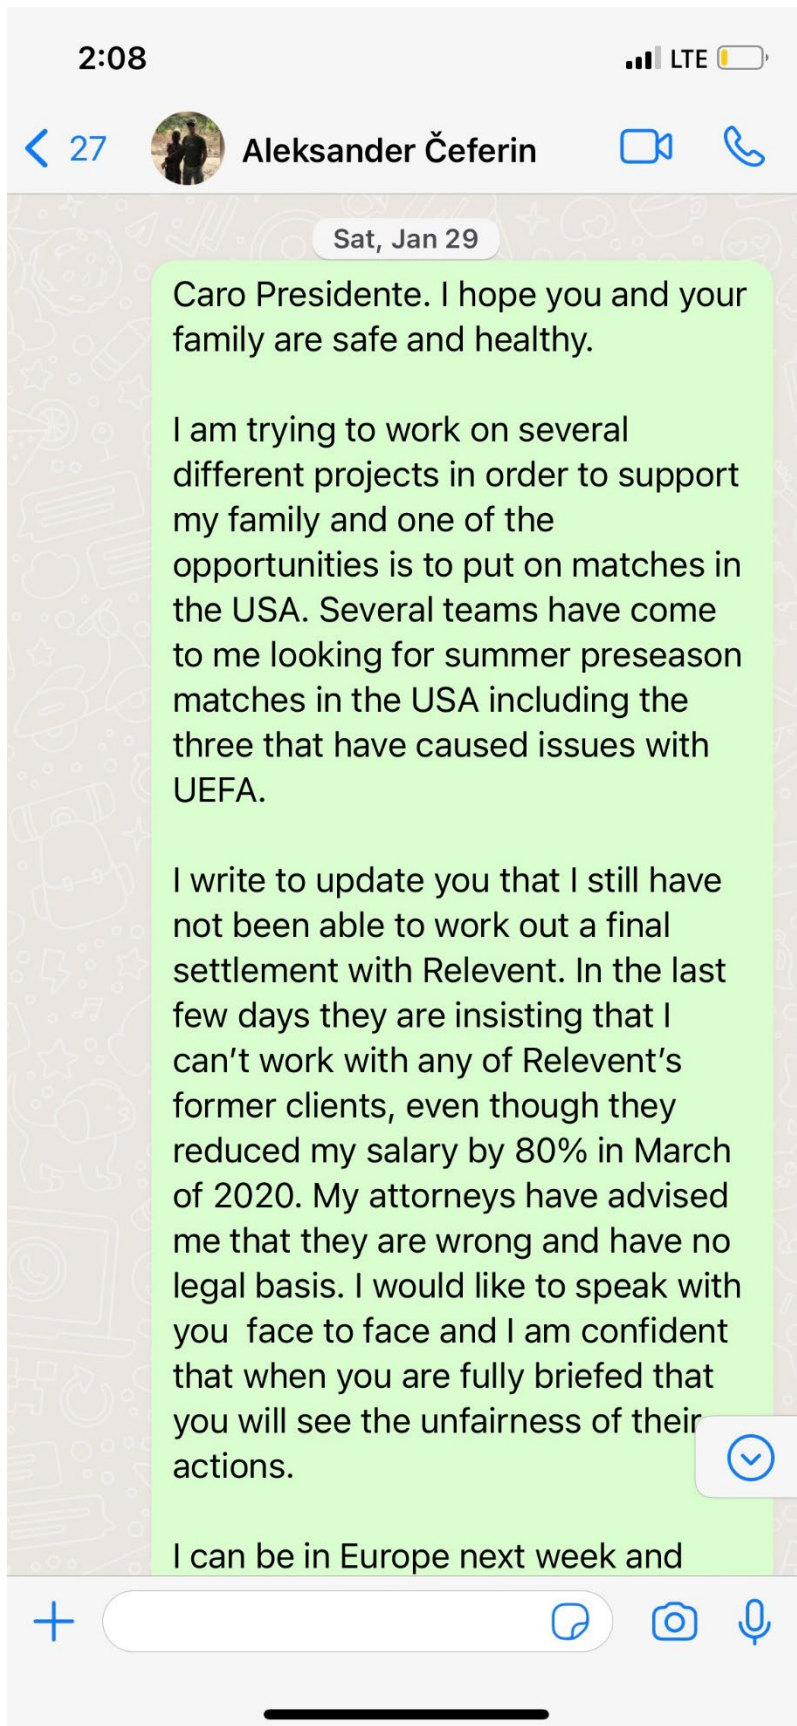 2:08
LTE
27
Aleksander Čeferin
Sat, Jan 29
Caro Presidente. I hope you and your
family are safe and healthy.
I am trying to work on several
different projects in order to support
my family and one of the
opportunities is to put on matches in
the USA. Several teams have come
to me looking for summer preseason
matches in the USA including the
three that have caused issues with
UEFA.
I write to update you that I still have
not been able to work out a final
settlement with Relevent. In the last
few days they are insisting that I
can't work with any of Relevent's
former clients, even though they
reduced my salary by 80% in March
of 2020. My attorneys have advised
me that they are wrong and have no
legal basis. I would like to speak with
you  face to face and I am confident
that when you are fully briefed that
you will see the unfairness of their
actions.
I can be in Europe next week and